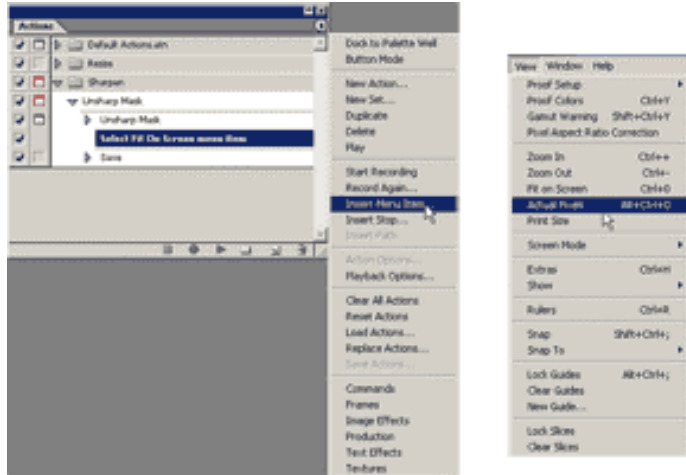 Actions
Default Actions.atn
Resize
Sharpen
Unsharp Mask
Unsharp Mask
Select Fit On Screen menu item
Save
Dock to Palette Well
Button Mode
New Action...
New Set...
Duplicate
Delete
Play
Start Recording
Record Again...
Insert Menu Item...
Insert Stop...
Insert Path
Action Options...
Playback Options...
Clear All Actions
Reset Actions
Load Actions...
Replace Actions...
Save Actions...
Commands
Frames
Image Effects
Production
Text Effects
Textures
View Window Help
Proof Setup
Proof Colors Ctrl+Y
Gamut Warning Shift+Ctrl+Y
Pixel Aspect Ratio Correction
Zoom In Ctrl++
Zoom Out Ctrl+-
Fit on Screen Ctrl+0
Actual Pixels Alt+Ctrl+0
Print Size
Screen Mode
Extras Ctrl+H
Show
Rulers Ctrl+R
Snap Shift+Ctrl+;
Snap To
Lock Guides Alt+Ctrl+;
Clear Guides
New Guide...
Lock Slices
Clear Slices